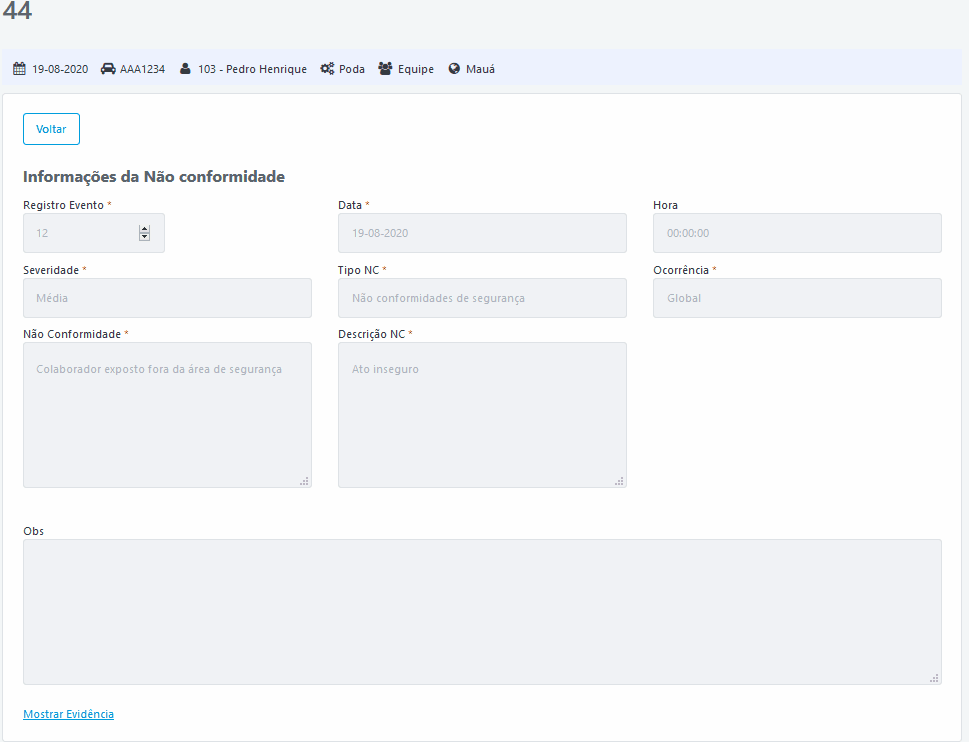 44
19-08-2020 AAA1234 103 - Pedro Henrique Poda Equipe Mauá
Voltar
Informações da Não conformidade
Registro Evento * Data * Hora
12 19-08-2020 00:00:00
Severidade * Tipo NC * Ocorrência *
Média Não conformidades de segurança Global
Não Conformidade * Descrição NC *
Colaborador exposto fora da área de segurança Ato inseguro
Obs
Mostrar Evidência